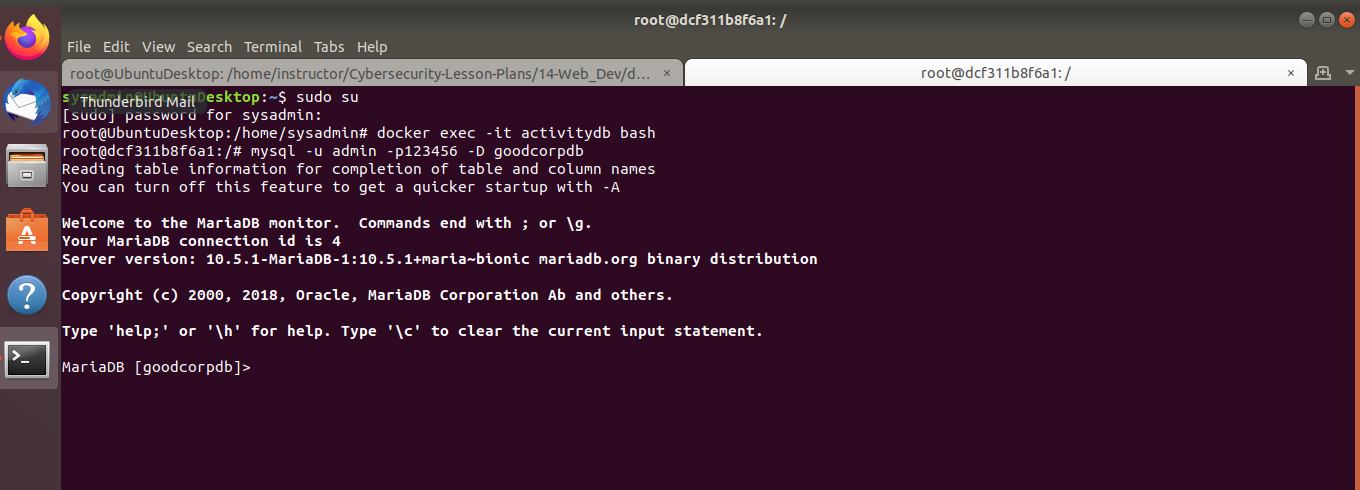 root@dcf311b8f6a1: /
File Edit View Search Terminal Tabs Help
root@UbuntuDesktop: /home/instructor/Cybersecurity-Lesson-Plans/14-Web_Dev/d… × root@dcf311b8f6a1: / ×
sysadmin@UbuntuDesktop:~$ sudo su
Thunderbird Mail
[sudo] password for sysadmin:
root@UbuntuDesktop:/home/sysadmin# docker exec -it activitydb bash
root@dcf311b8f6a1:/# mysql -u admin -p123456 -D goodcorpdb
Reading table information for completion of table and column names
You can turn off this feature to get a quicker startup with -A
Welcome to the MariaDB monitor.  Commands end with ; or \g.
Your MariaDB connection id is 4
Server version: 10.5.1-MariaDB-1:10.5.1+maria~bionic mariadb.org binary distribution
Copyright (c) 2000, 2018, Oracle, MariaDB Corporation Ab and others.
Type 'help;' or '\h' for help. Type '\c' to clear the current input statement.
MariaDB [goodcorpdb]>